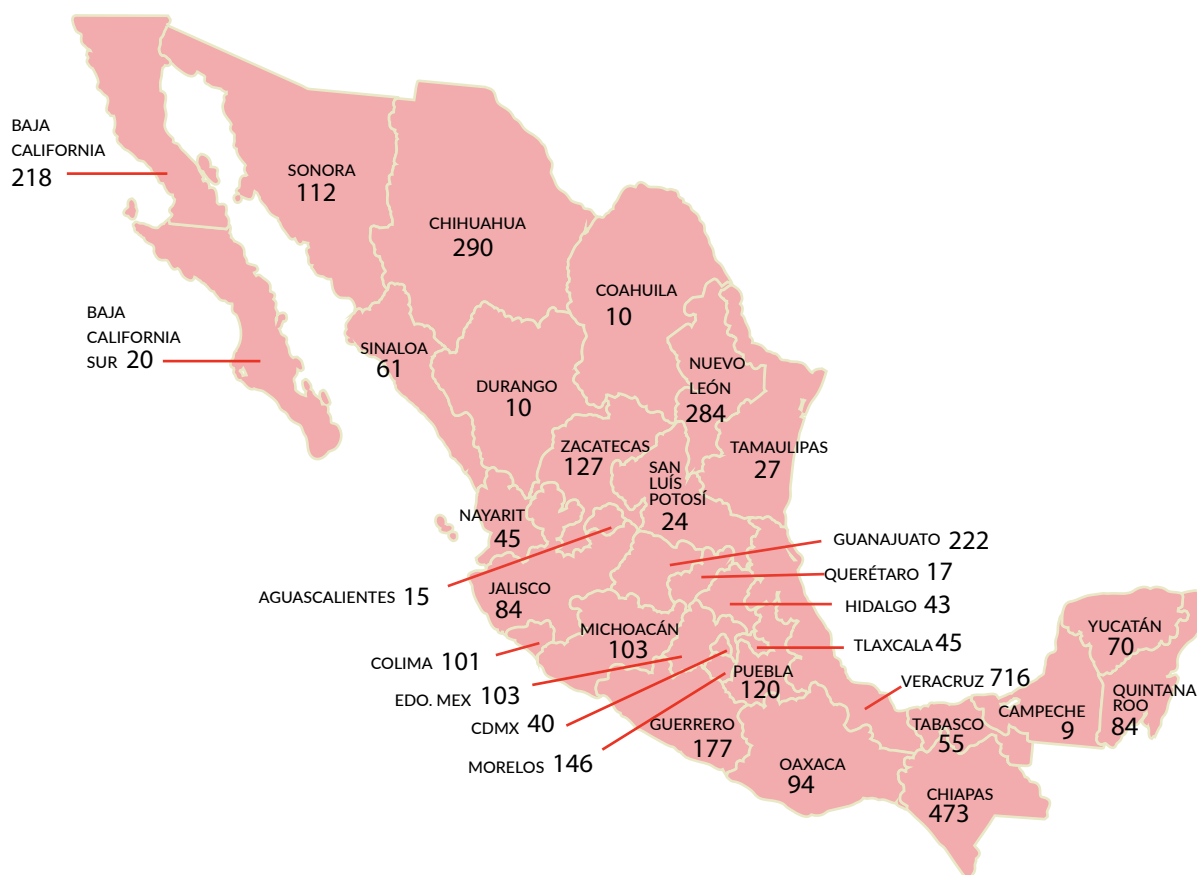 BAJA
CALIFORNIA
218
SONORA
112
CHIHUAHUA
290
COAHUILA
10
BAJA
CALIFORNIA
SUR 20
SINALOA
61
DURANGO
10
NUEVO
LEÓN
284
ZACATECAS
127
TAMAULIPAS
27
SAN
LUÍS
POTOSÍ
24
NAYARIT
45
GUANAJUATO 222
QUERÉTARO 17
AGUASCALIENTES 15
JALISCO
84
HIDALGO 43
MICHOACÁN
103
TLAXCALA 45
YUCATÁN
70
COLIMA 101
PUEBLA
120
VERACRUZ 716
EDO. MEX 103
QUINTANA
ROO
84
CAMPECHE
9
CDMX 40
GUERRERO
177
TABASCO
55
MORELOS 146
OAXACA
94
CHIAPAS
473